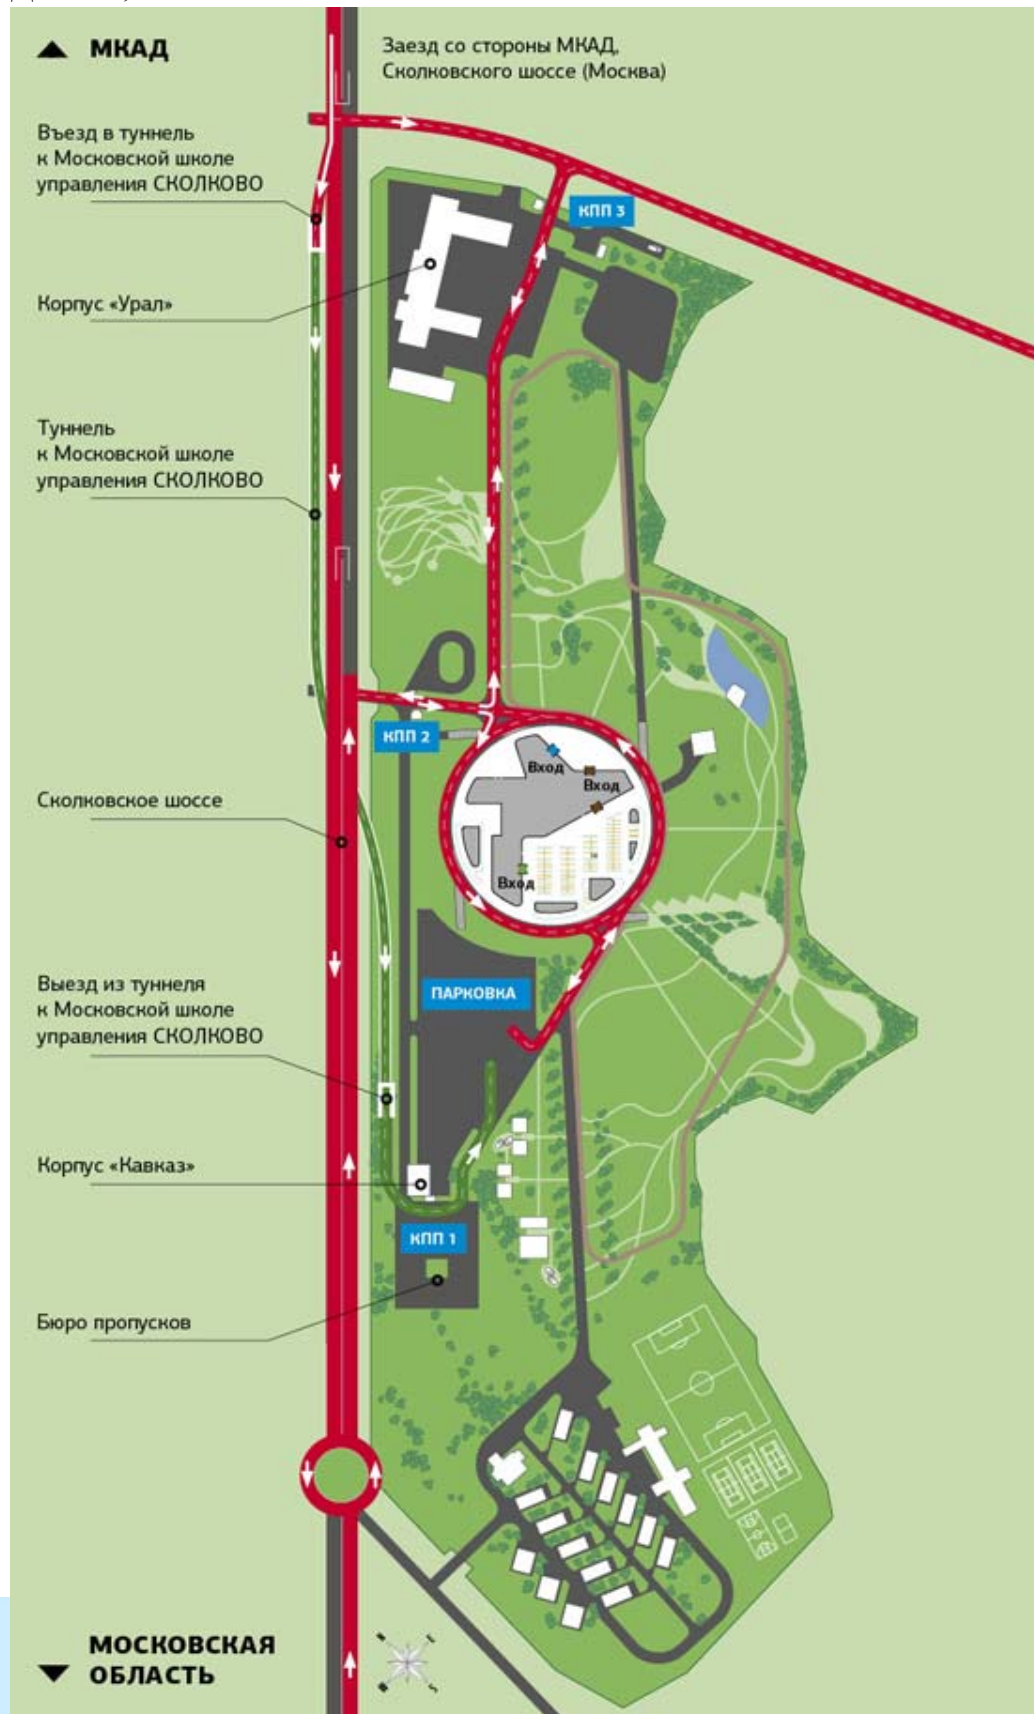 МКАД
Заезд со стороны МКАД,
Сколковского шоссе (Москва)
Въезд в туннель
к Московской школе
управления СКОЛКОВО
КПП 3
Корпус «Урал»
Туннель
к Московской школе
управления СКОЛКОВО
КПП 2
Вход
Вход
Сколковское шоссе
Вход
Выезд из туннеля
к Московской школе
управления СКОЛКОВО
ПАРКОВКА
Корпус «Кавказ»
КПП 1
Бюро пропусков
МОСКОВСКАЯ
ОБЛАСТЬ